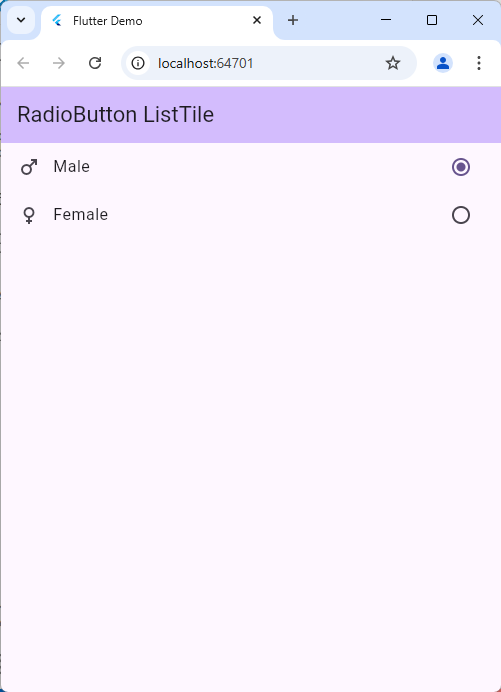 Flutter Demo
localhost:64701
RadioButton ListTile
Male
Female